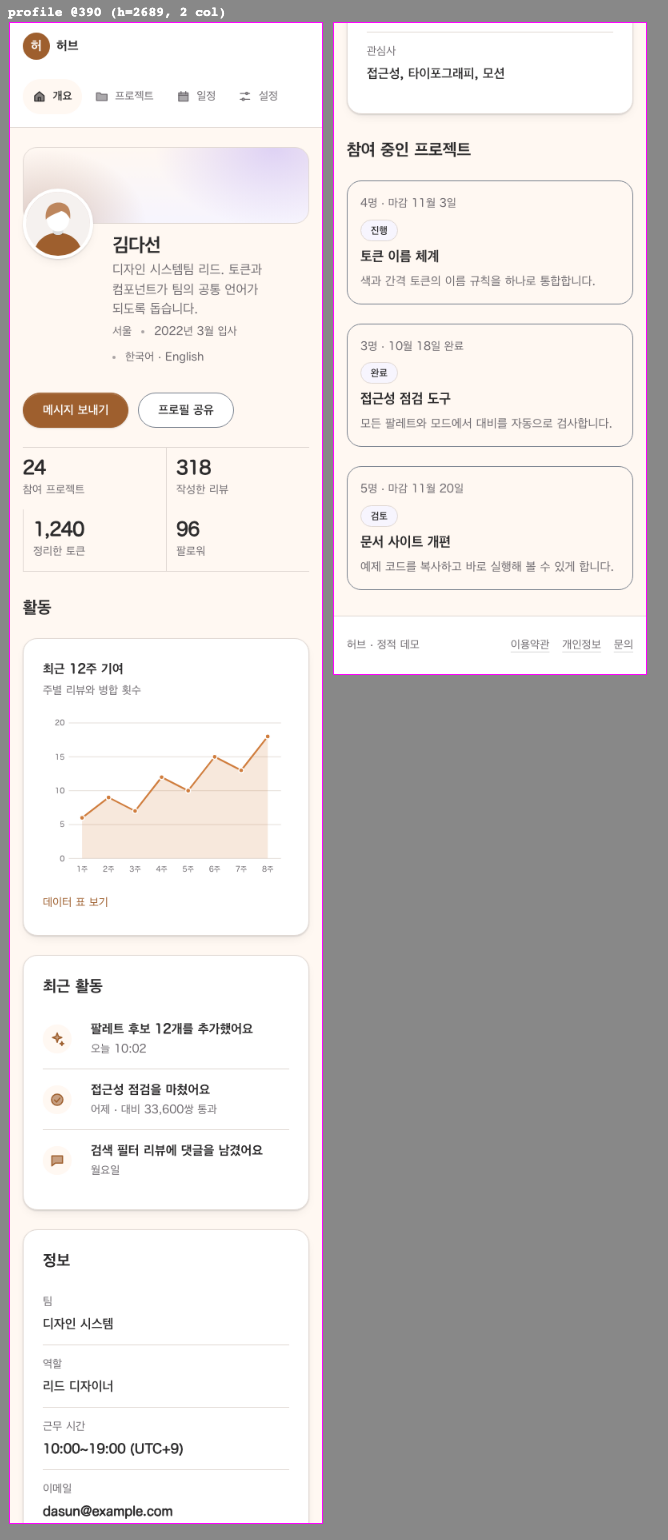 profile @390 (h=2689, 2 col)
허 허브
개요 프로젝트 일정 설정
김다선
디자인 시스템팀 리드. 토큰과
컴포넌트가 팀의 공통 언어가
되도록 돕습니다.
서울 • 2022년 3월 입사
• 한국어 · English
메시지 보내기 프로필 공유
24 318
참여 프로젝트 작성한 리뷰
1,240 96
정리한 토큰 팔로워
활동
최근 12주 기여
주별 리뷰와 병합 횟수
20
15
10
5
0
1주 2주 3주 4주 5주 6주 7주 8주
데이터 표 보기
최근 활동
팔레트 후보 12개를 추가했어요
오늘 10:02
접근성 점검을 마쳤어요
어제 · 대비 33,600쌍 통과
검색 필터 리뷰에 댓글을 남겼어요
월요일
정보
팀
디자인 시스템
역할
리드 디자이너
근무 시간
10:00~19:00 (UTC+9)
이메일
dasun@example.com
관심사
접근성, 타이포그래피, 모션
참여 중인 프로젝트
4명 · 마감 11월 3일
진행
토큰 이름 체계
색과 간격 토큰의 이름 규칙을 하나로 통합합니다.
3명 · 10월 18일 완료
완료
접근성 점검 도구
모든 팔레트와 모드에서 대비를 자동으로 검사합니다.
5명 · 마감 11월 20일
검토
문서 사이트 개편
예제 코드를 복사하고 바로 실행해 볼 수 있게 합니다.
허브 · 정적 데모 이용약관 개인정보 문의